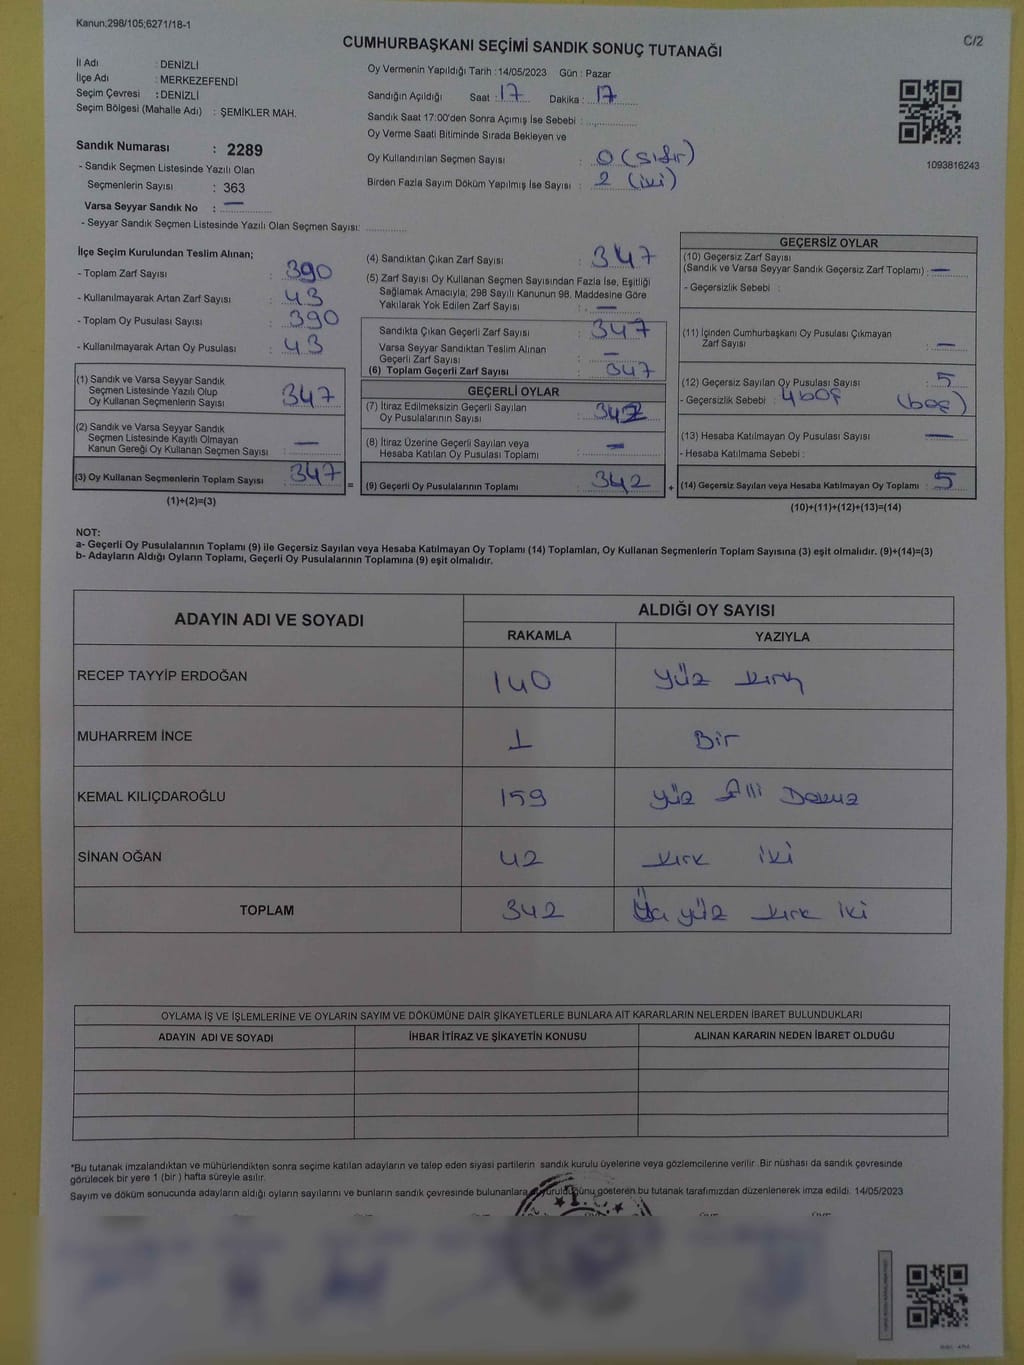 Kanun;298/105;6271/18-1
C/2
CUMHURBAŞKANI SEÇİMİ SANDIK SONUÇ TUTANAĞI
İl Adı : DENİZLİ
İlçe Adı : MERKEZEFENDİ
Seçim Çevresi : DENİZLİ
Seçim Bölgesi (Mahalle Adı) : ŞEMİKLER MAH.
Sandık Numarası : 2289
- Sandık Seçmen Listesinde Yazılı Olan
Seçmenlerin Sayısı : 363
Varsa Seyyar Sandık No : —
- Seyyar Sandık Seçmen Listesinde Yazılı Olan Seçmen Sayısı:
Oy Vermenin Yapıldığı Tarih : 14/05/2023 Gün : Pazar
Sandığın Açıldığı Saat : 17 Dakika : 17
Sandık Saat 17:00'den Sonra Açımış İse Sebebi :
Oy Verme Saati Bitiminde Sırada Bekleyen ve
Oy Kullandırılan Seçmen Sayısı : 0 (sıfır)
Birden Fazla Sayım Döküm Yapılmış İse Sayısı : 2 (iki)
1093816243
İlçe Seçim Kurulundan Teslim Alınan;
- Toplam Zarf Sayısı : 390
- Kullanılmayarak Artan Zarf Sayısı : 43
- Toplam Oy Pusulası Sayısı : 390
- Kullanılmayarak Artan Oy Pusulası : 43
(1) Sandık ve Varsa Seyyar Sandık
Seçmen Listesinde Yazılı Olup
Oy Kullanan Seçmenlerin Sayısı : 347
(2) Sandık ve Varsa Seyyar Sandık
Seçmen Listesinde Kayıtlı Olmayan
Kanun Gereği Oy Kullanan Seçmen Sayısı : —
(3) Oy Kullanan Seçmenlerin Toplam Sayısı : 347 =
(1)+(2)=(3)
(4) Sandıktan Çıkan Zarf Sayısı : 347
(5) Zarf Sayısı Oy Kullanan Seçmen Sayısından Fazla İse, Eşitliği
Sağlamak Amacıyla; 298 Sayılı Kanunun 98. Maddesine Göre
Yakılarak Yok Edilen Zarf Sayısı : —
Sandıkta Çıkan Geçerli Zarf Sayısı : 347
Varsa Seyyar Sandıktan Teslim Alınan
Geçerli Zarf Sayısı : —
(6) Toplam Geçerli Zarf Sayısı : 347
GEÇERLİ OYLAR
(7) İtiraz Edilmeksizin Geçerli Sayılan
Oy Pusulalarının Sayısı : 342
(8) İtiraz Üzerine Geçerli Sayılan veya
Hesaba Katılan Oy Pusulası Toplamı : —
(9) Geçerli Oy Pusulalarının Toplamı : 342 +
GEÇERSİZ OYLAR
(10) Geçersiz Zarf Sayısı
(Sandık ve Varsa Seyyar Sandık Geçersiz Zarf Toplamı) : —
- Geçersizlik Sebebi :
(11) İçinden Cumhurbaşkanı Oy Pusulası Çıkmayan
Zarf Sayısı : —
(12) Geçersiz Sayılan Oy Pusulası Sayısı : 5
- Geçersizlik Sebebi : 4 boş (boş)
(13) Hesaba Katılmayan Oy Pusulası Sayısı : —
- Hesaba Katılmama Sebebi :
(14) Geçersiz Sayılan veya Hesaba Katılmayan Oy Toplamı : 5
(10)+(11)+(12)+(13)=(14)
NOT:
a- Geçerli Oy Pusulalarının Toplamı (9) ile Geçersiz Sayılan veya Hesaba Katılmayan Oy Toplamı (14) Toplamları, Oy Kullanan Seçmenlerin Toplam Sayısına (3) eşit olmalıdır. (9)+(14)=(3)
b- Adayların Aldığı Oyların Toplamı, Geçerli Oy Pusulalarının Toplamına (9) eşit olmalıdır.
ADAYIN ADI VE SOYADI ALDIĞI OY SAYISI
RAKAMLA YAZIYLA
RECEP TAYYİP ERDOĞAN 140 yüz kırk
MUHARREM İNCE 1 Bir
KEMAL KILIÇDAROĞLU 159 yüz Elli Dokuz
SİNAN OĞAN 42 kırk iki
TOPLAM 342 Üç yüz kırk iki
OYLAMA İŞ VE İŞLEMLERİNE VE OYLARIN SAYIM VE DÖKÜMÜNE DAİR ŞİKAYETLERLE BUNLARA AİT KARARLARIN NELERDEN İBARET BULUNDUKLARI
ADAYIN ADI VE SOYADI İHBAR İTİRAZ VE ŞİKAYETİN KONUSU ALINAN KARARIN NEDEN İBARET OLDUĞU
*Bu tutanak imzalandıktan ve mühürlendikten sonra seçime katılan adayların ve talep eden siyasi partilerin sandık kurulu üyelerine veya gözlemcilerine verilir. Bir nüshası da sandık çevresinde
görülecek bir yere 1 (bir ) hafta süreyle asılır.
Sayım ve döküm sonucunda adayların aldığı oyların sayılarını ve bunların sandık çevresinde bulunanlara duyurulduğunu gösteren bu tutanak tarafımızdan düzenlenerek imza edildi. 14/05/2023